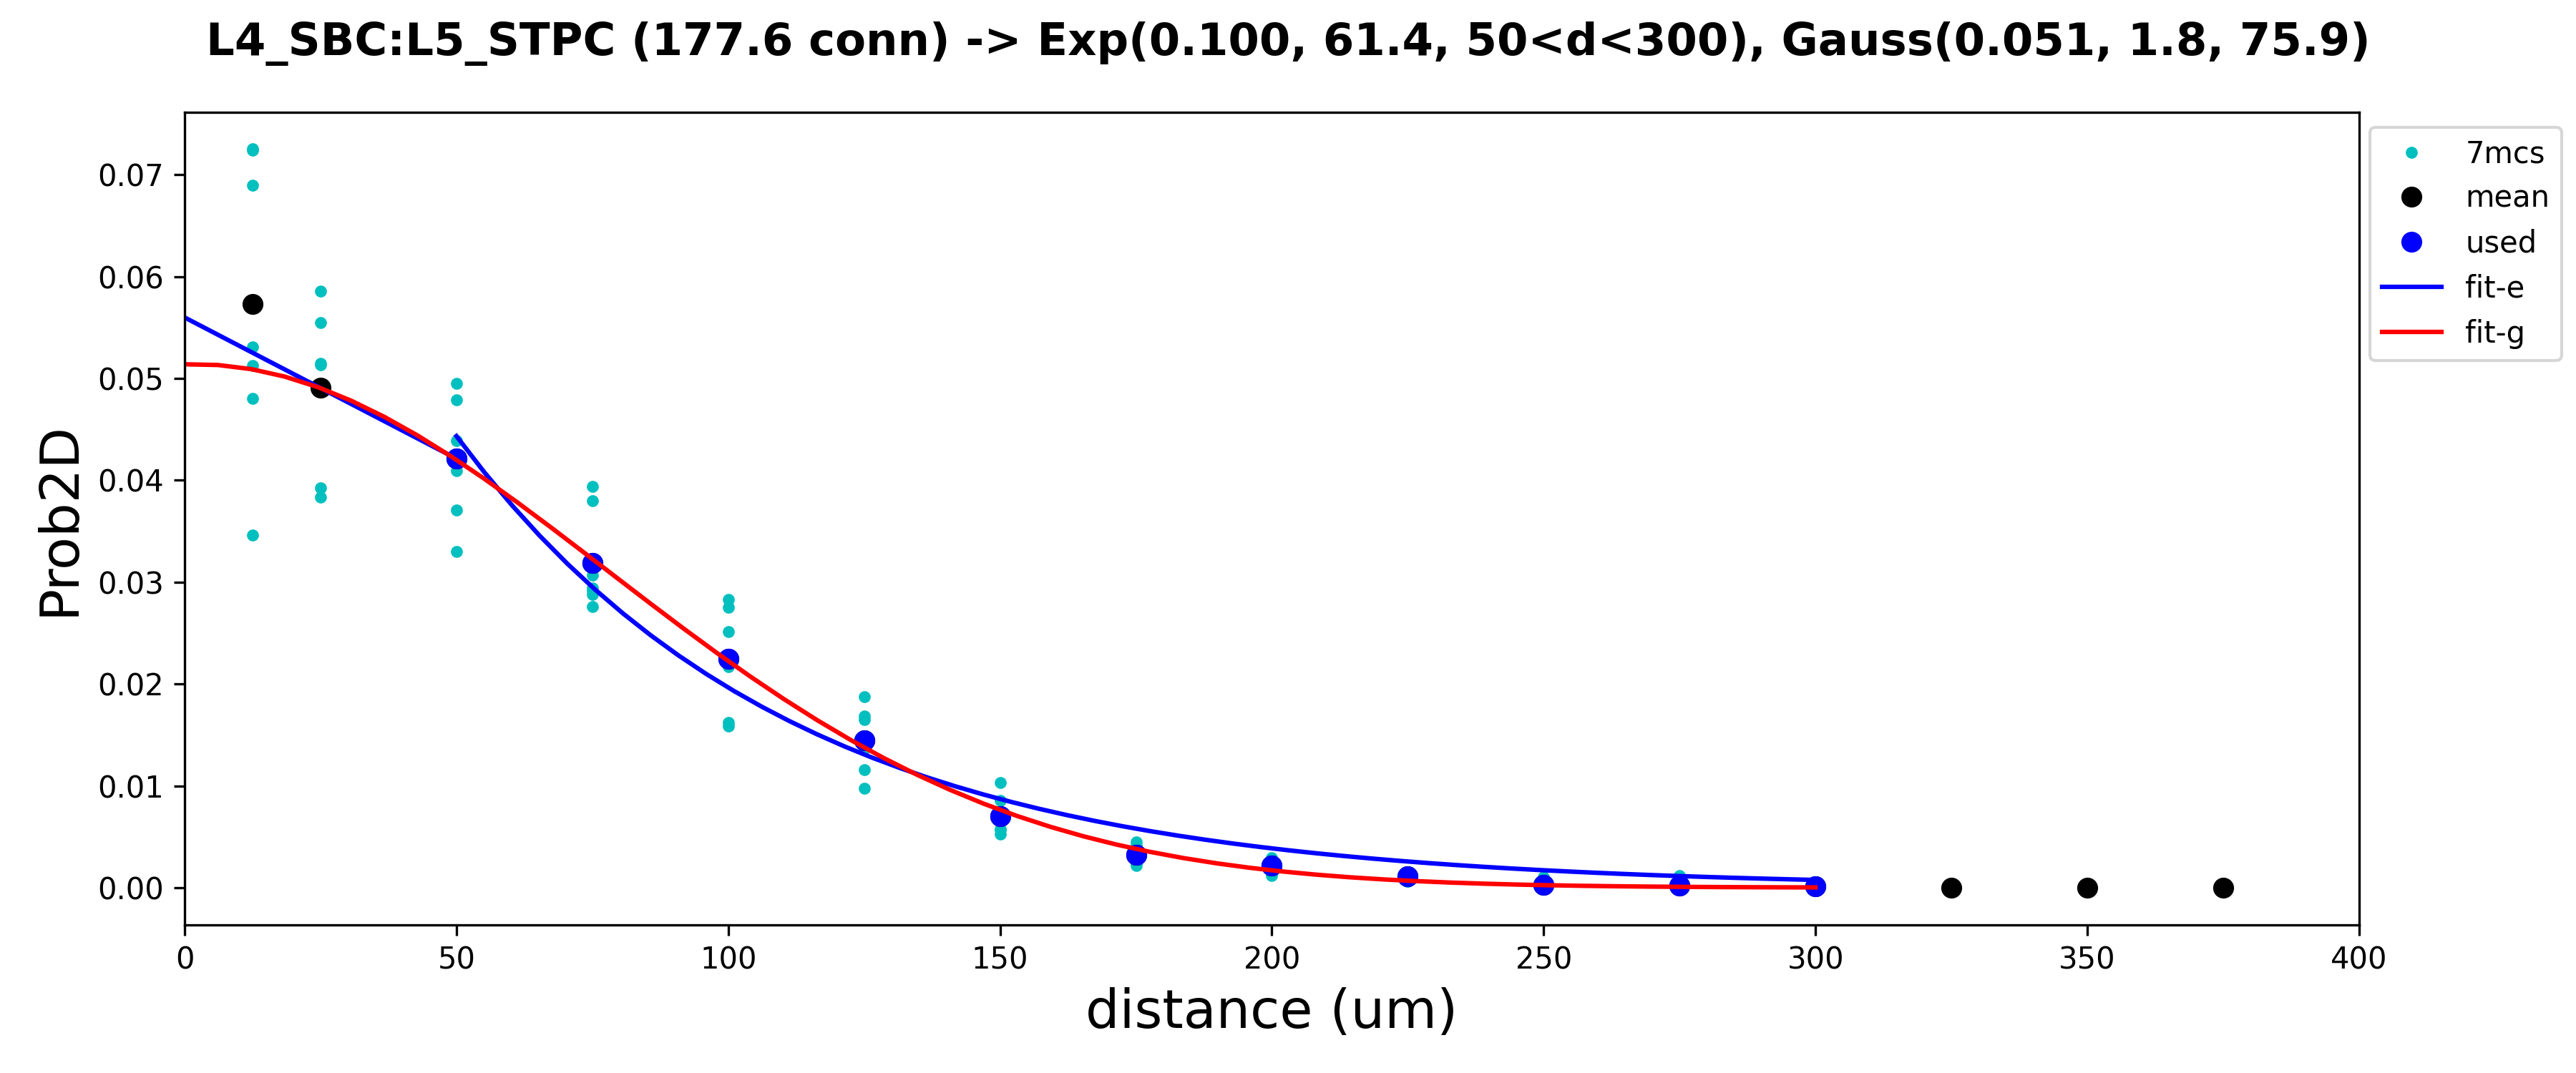 L4_SBC:L5_STPC (177.6 conn) -> Exp(0.100, 61.4, 50<d<300), Gauss(0.051, 1.8, 75.9)
7mcs
mean
used
fit-e
fit-g
Prob2D
0.07
0.06
0.05
0.04
0.03
0.02
0.01
0.00
0 50 100 150 200 250 300 350 400
distance (um)